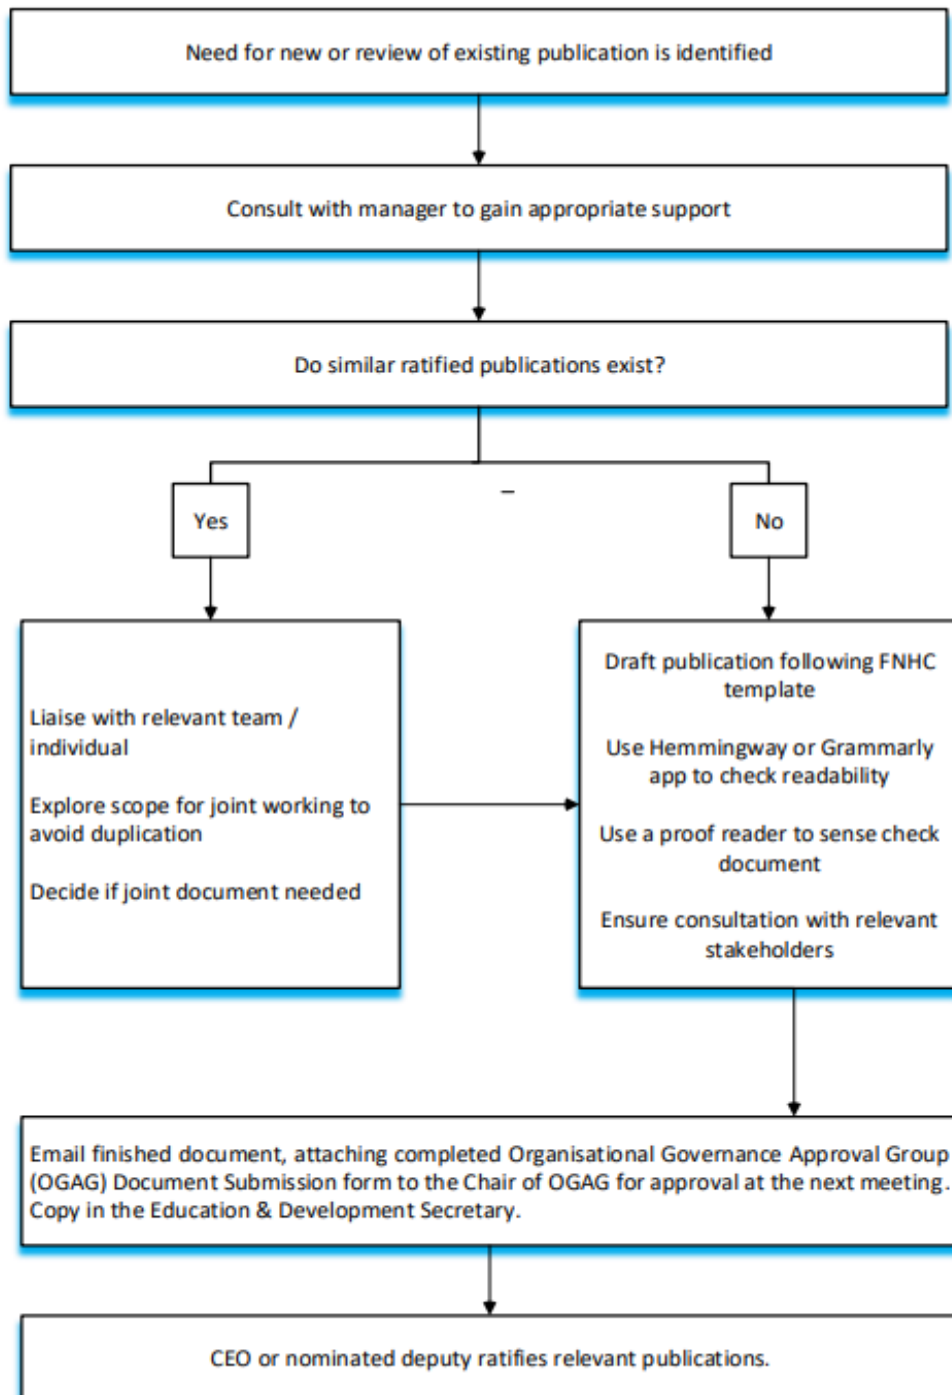 Need for new or review of existing publication is identified
Consult with manager to gain appropriate support
Do similar ratified publications exist?
–
Yes
No
Liaise with relevant team /
individual
Explore scope for joint working to
avoid duplication
Decide if joint document needed
Draft publication following FNHC
template
Use Hemmingway or Grammarly
app to check readability
Use a proof reader to sense check
document
Ensure consultation with relevant
stakeholders
Email finished document, attaching completed Organisational Governance Approval Group
(OGAG) Document Submission form to the Chair of OGAG for approval at the next meeting.
Copy in the Education & Development Secretary.
CEO or nominated deputy ratifies relevant publications.